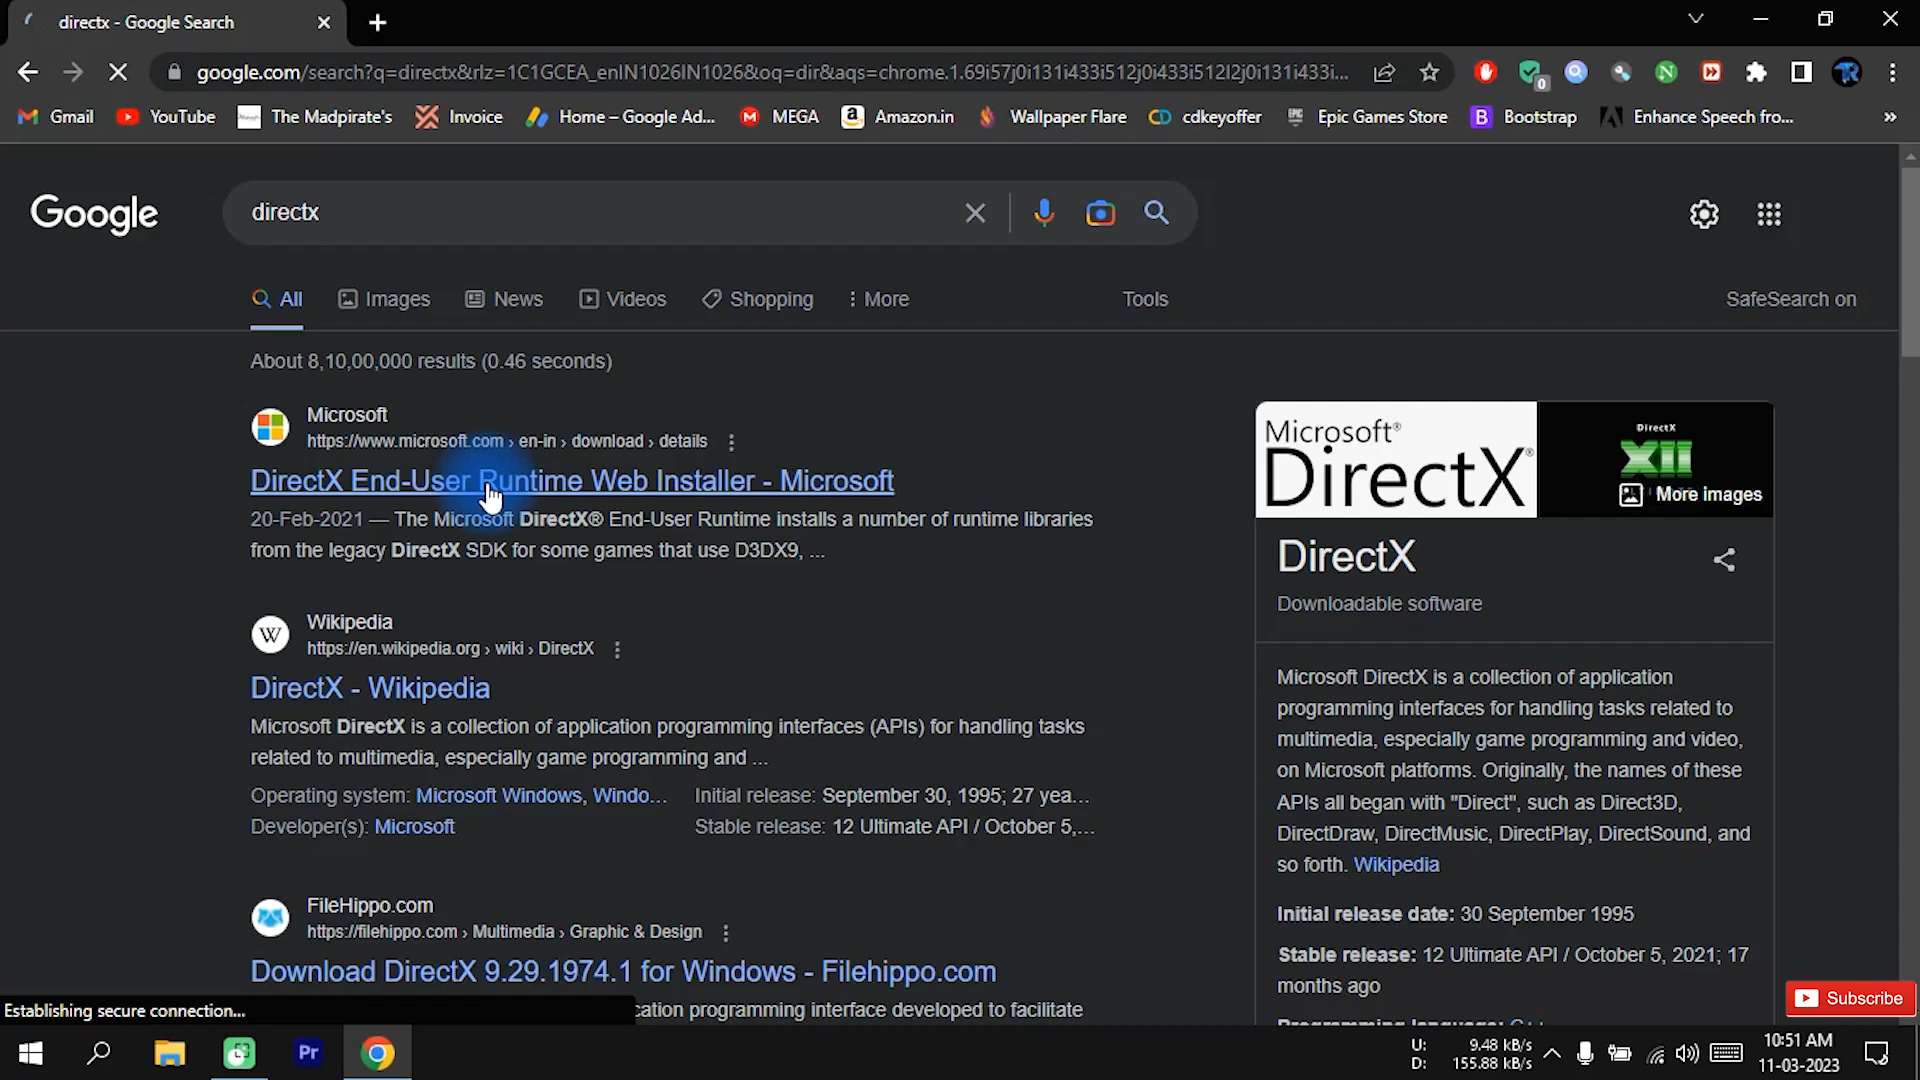 directx - Google Search
google.com/search?q=directx&rlz=1C1GCEA_enIN1026IN1026&oq=dir&aqs=chrome.1.69i57j0i131i433i512j0i433i512l2j0i131i433i...
0
Gmail
YouTube
The Madpirate's
Invoice
Home – Google Ad...
MEGA
Amazon.in
Wallpaper Flare
CD cdkeyoffer
Epic Games Store
B Bootstrap
Enhance Speech fro...
Google
directx
All
Images
News
Videos
Shopping
More
Tools
SafeSearch on
About 8,10,00,000 results (0.46 seconds)
Microsoft
https://www.microsoft.com › en-in › download › details
DirectX End-User Runtime Web Installer - Microsoft
20-Feb-2021 — The Microsoft DirectX® End-User Runtime installs a number of runtime libraries
from the legacy DirectX SDK for some games that use D3DX9, ...
W
Wikipedia
https://en.wikipedia.org › wiki › DirectX
DirectX - Wikipedia
Microsoft DirectX is a collection of application programming interfaces (APIs) for handling tasks
related to multimedia, especially game programming and ...
Operating system: Microsoft Windows, Windo...
Initial release: September 30, 1995; 27 yea...
Developer(s): Microsoft
Stable release: 12 Ultimate API / October 5,...
FileHippo.com
https://filehippo.com › Multimedia › Graphic & Design
Download DirectX 9.29.1974.1 for Windows - Filehippo.com
cation programming interface developed to facilitate
Microsoft®
DirectX®
DirectX
XII
More images
DirectX
Downloadable software
Microsoft DirectX is a collection of application
programming interfaces for handling tasks related to
multimedia, especially game programming and video,
on Microsoft platforms. Originally, the names of these
APIs all began with "Direct", such as Direct3D,
DirectDraw, DirectMusic, DirectPlay, DirectSound, and
so forth. Wikipedia
Initial release date: 30 September 1995
Stable release: 12 Ultimate API / October 5, 2021; 17
months ago
Programming language: C++
Subscribe
Establishing secure connection...
Pr
U: 9.48 kB/s
D: 155.88 kB/s
10:51 AM
11-03-2023